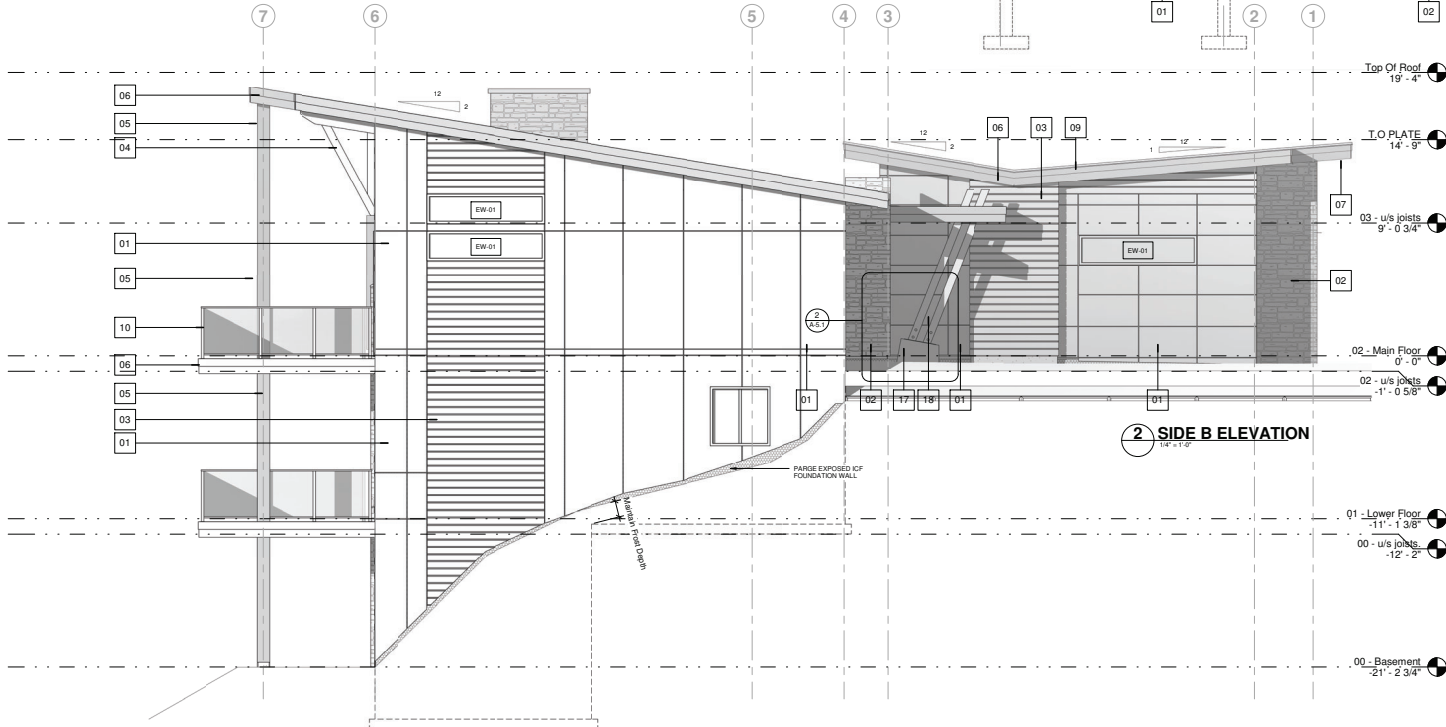 01
02
7
6
5
4
3
2
1
Top Of Roof
19' - 4"
06
12
2
05
04
12
2
06
03
09
12
1
T.O PLATE
14' - 9"
07
EW-01
03 - u/s joists
9' - 0 3/4"
01
EW-01
EW-01
05
02
10
2
A-5.1
02 - Main Floor
0' - 0"
06
02 - u/s joists
-1' - 0 5/8"
05
01
02
17
18
01
01
03
01
2
SIDE B ELEVATION
1/4" = 1'-0"
PARGE EXPOSED ICF
FOUNDATION WALL
Maintain Frost Depth
01 - Lower Floor
-11' - 1 3/8"
00 - u/s joists.
-12' - 2"
00 - Basement
-21' - 2 3/4"